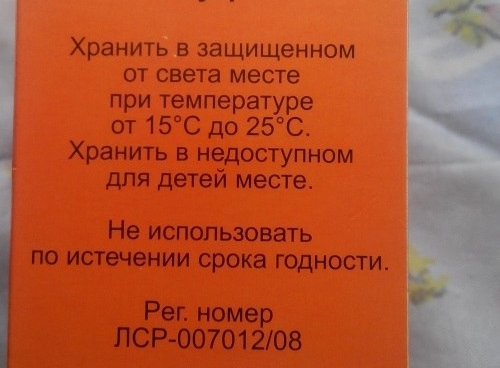 Хранить в защищенном
от света месте
при температуре
от 15°С до 25°С.
Хранить в недоступном
для детей месте.
Не использовать
по истечении срока годности.
Рег. номер
ЛСР-007012/08